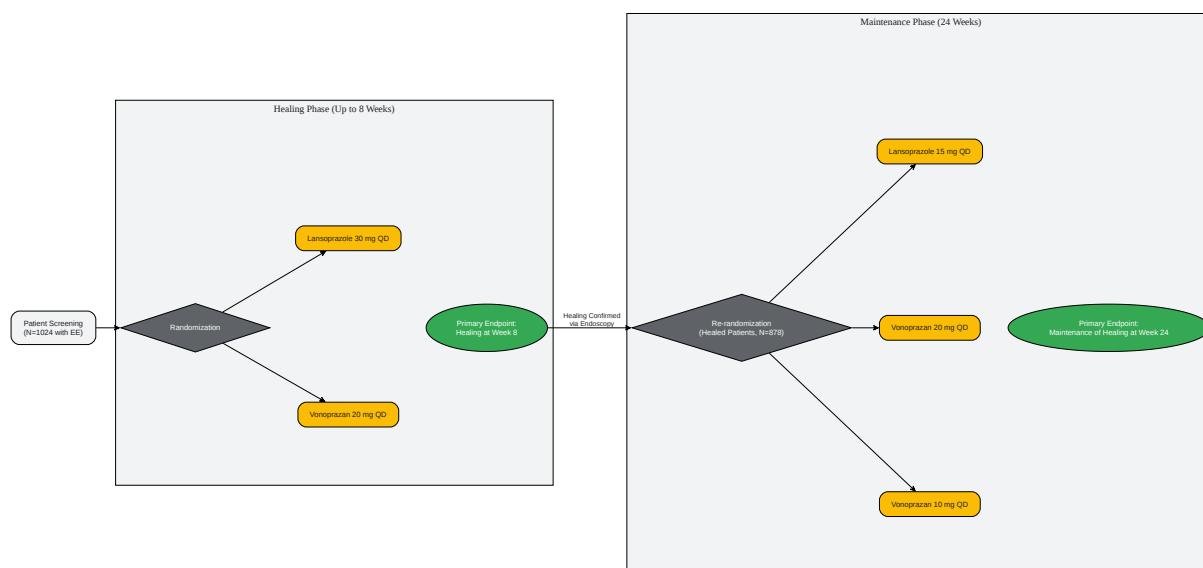 Maintenance Phase (24 Weeks)
Healing Phase (Up to 8 Weeks)
Patient Screening
(N=1024 with EE)
Randomization
Lansoprazole 30 mg QD
Vonoprazan 20 mg QD
Primary Endpoint:
Healing at Week 8
Healing Confirmed
via Endoscopy
Re-randomization
(Healed Patients, N=878)
Lansoprazole 15 mg QD
Vonoprazan 20 mg QD
Vonoprazan 10 mg QD
Primary Endpoint:
Maintenance of Healing at Week 24